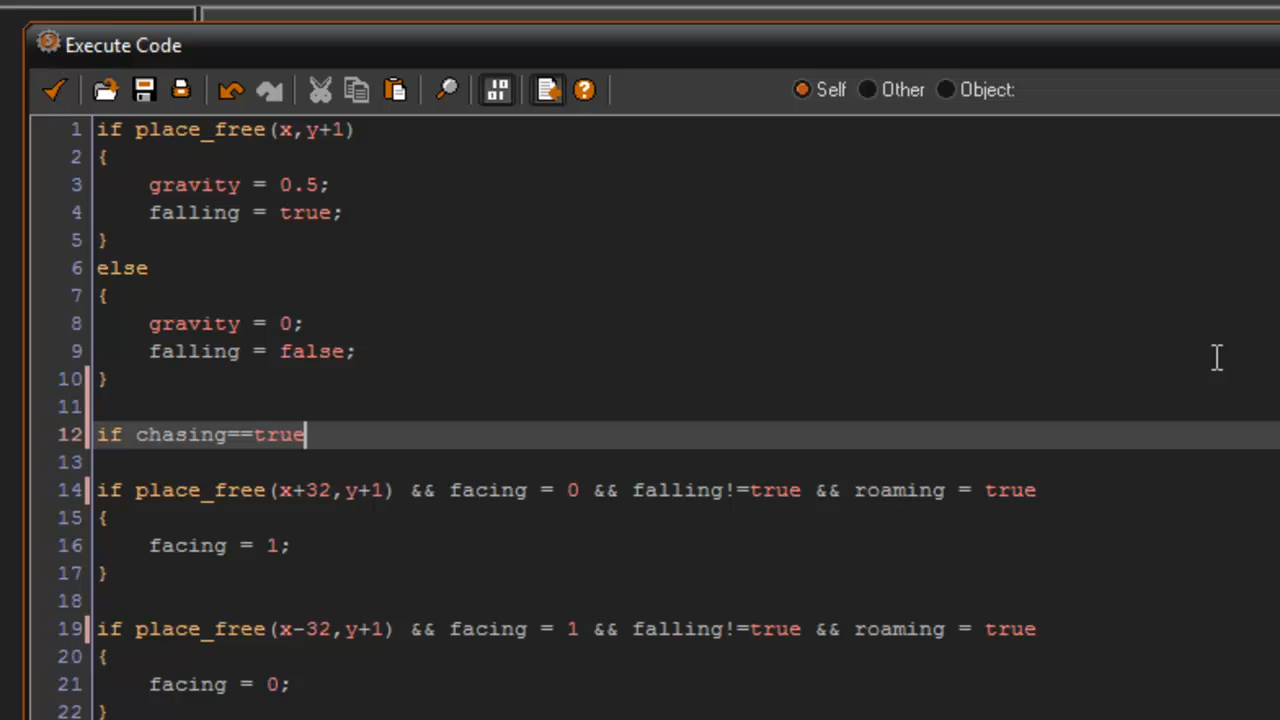 Execute Code
Self Other Object:
1 if place_free(x,y+1)
2 {
3 gravity = 0.5;
4 falling = true;
5 }
6 else
7 {
8 gravity = 0;
9 falling = false;
10 }
11
12 if chasing==true
13
14 if place_free(x+32,y+1) && facing = 0 && falling!=true && roaming = true
15 {
16 facing = 1;
17 }
18
19 if place_free(x-32,y+1) && facing = 1 && falling!=true && roaming = true
20 {
21 facing = 0;
22 }